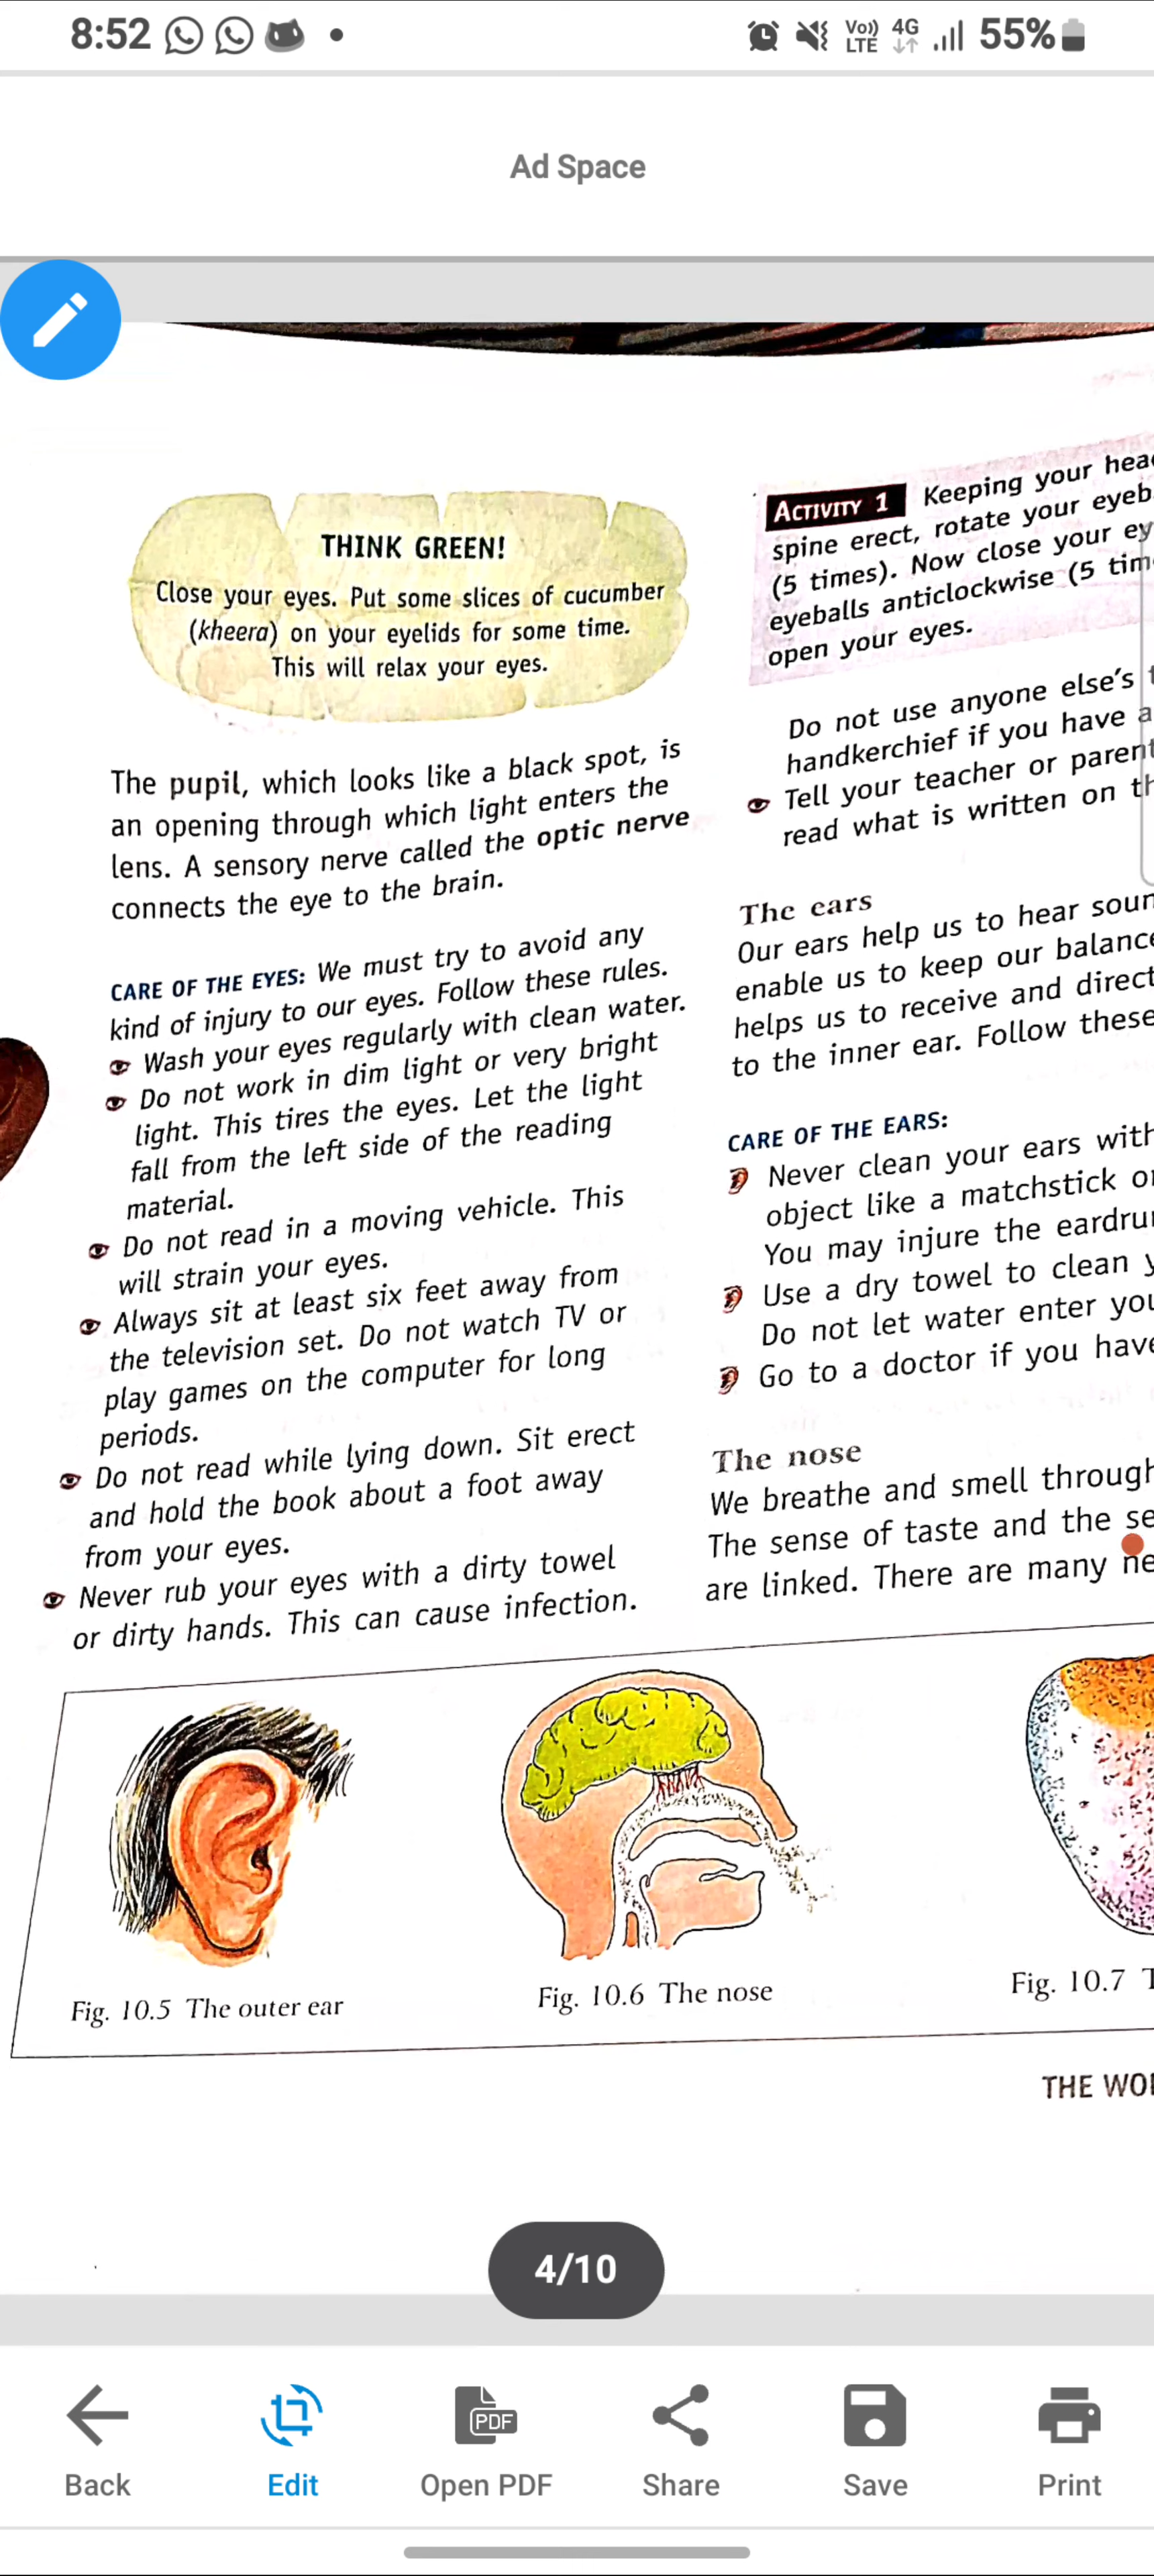 8:52
Vo)) LTE 4G 55%
Ad Space
THINK GREEN!
Close your eyes. Put some slices of cucumber
(kheera) on your eyelids for some time.
This will relax your eyes.
The pupil, which looks like a black spot, is
an opening through which light enters the
lens. A sensory nerve called the optic nerve
connects the eye to the brain.
CARE OF THE EYES: We must try to avoid any
kind of injury to our eyes. Follow these rules.
Wash your eyes regularly with clean water.
Do not work in dim light or very bright
light. This tires the eyes. Let the light
fall from the left side of the reading
material.
Do not read in a moving vehicle. This
will strain your eyes.
Always sit at least six feet away from
the television set. Do not watch TV or
play games on the computer for long
periods.
Do not read while lying down. Sit erect
and hold the book about a foot away
from your eyes.
Never rub your eyes with a dirty towel
or dirty hands. This can cause infection.
ACTIVITY 1 Keeping your
spine erect, rotate your
(5 times). Now close your
eyeballs anticlockwise (5
open your eyes.
Do not use anyone else's
handkerchief if you have a
Tell your teacher or
read what is written on
The ears
Our ears help us to hear
enable us to keep our
helps us to receive and
to the inner ear. Follow these
CARE OF THE EARS:
Never clean your ears
object like a matchstick
You may injure the
Use a dry towel to clean
Do not let water enter
Go to a doctor if you have
The nose
We breathe and smell through
The sense of taste and the
are linked. There are many
Fig. 10.5 The outer ear
Fig. 10.6 The nose
Fig. 10.7
THE
4/10
Back
Edit
PDF
Open PDF
Share
Save
Print